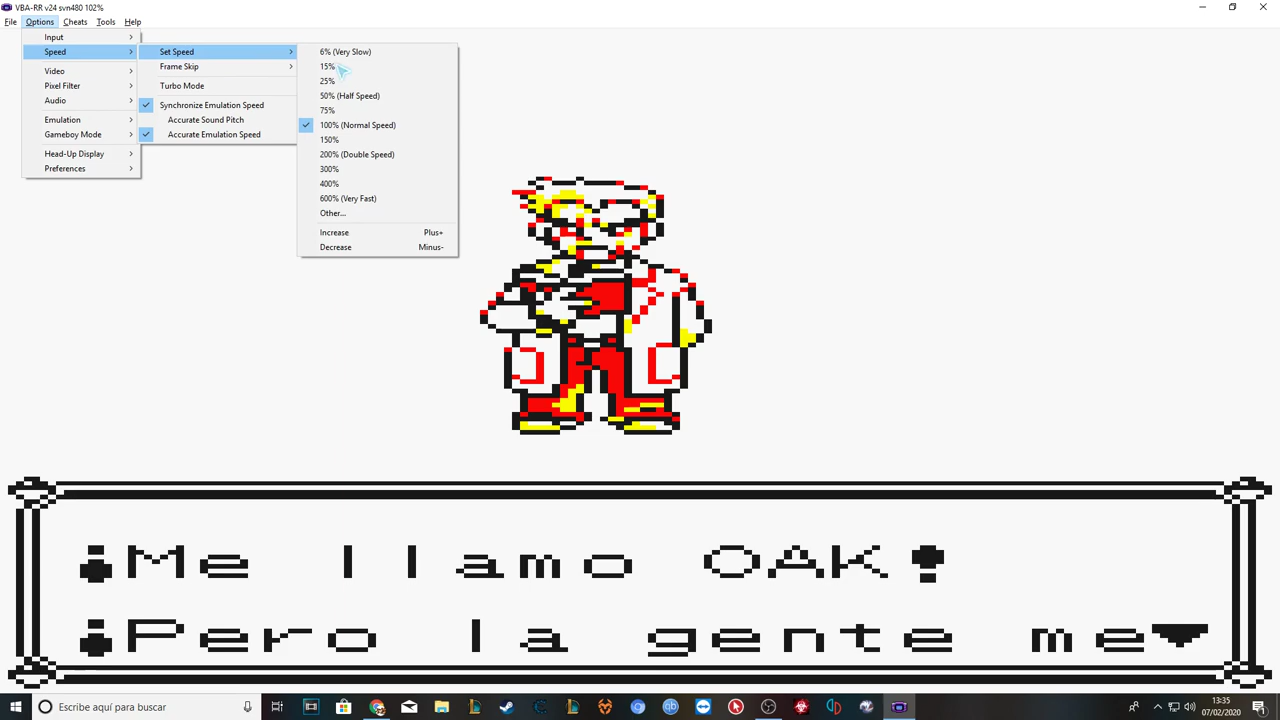 VBA-RR v24 svn480 102%
File Options Cheats Tools Help
Input
Speed
Video
Pixel Filter
Audio
Emulation
Gameboy Mode
Head-Up Display
Preferences
Set Speed
Frame Skip
Turbo Mode
Synchronize Emulation Speed
Accurate Sound Pitch
Accurate Emulation Speed
6% (Very Slow)
15%
25%
50% (Half Speed)
75%
100% (Normal Speed)
150%
200% (Double Speed)
300%
400%
600% (Very Fast)
Other...
Increase Plus+
Decrease Minus-
¡Me llamo OAK!
¡Pero la gente me
Escribe aquí para buscar
13:35
07/02/2020